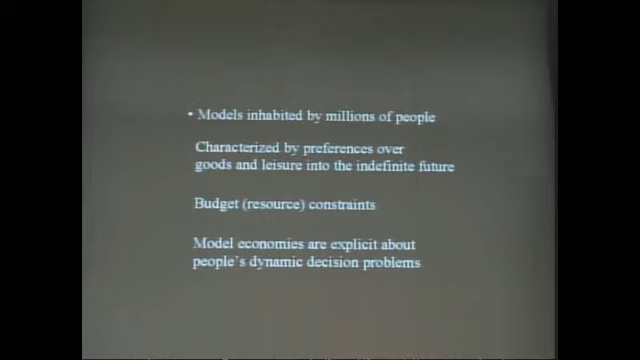 • Models inhabited by millions of people
Characterized by preferences over
goods and leisure into the indefinite future
Budget (resource) constraints
Model economies are explicit about
people's dynamic decision problems